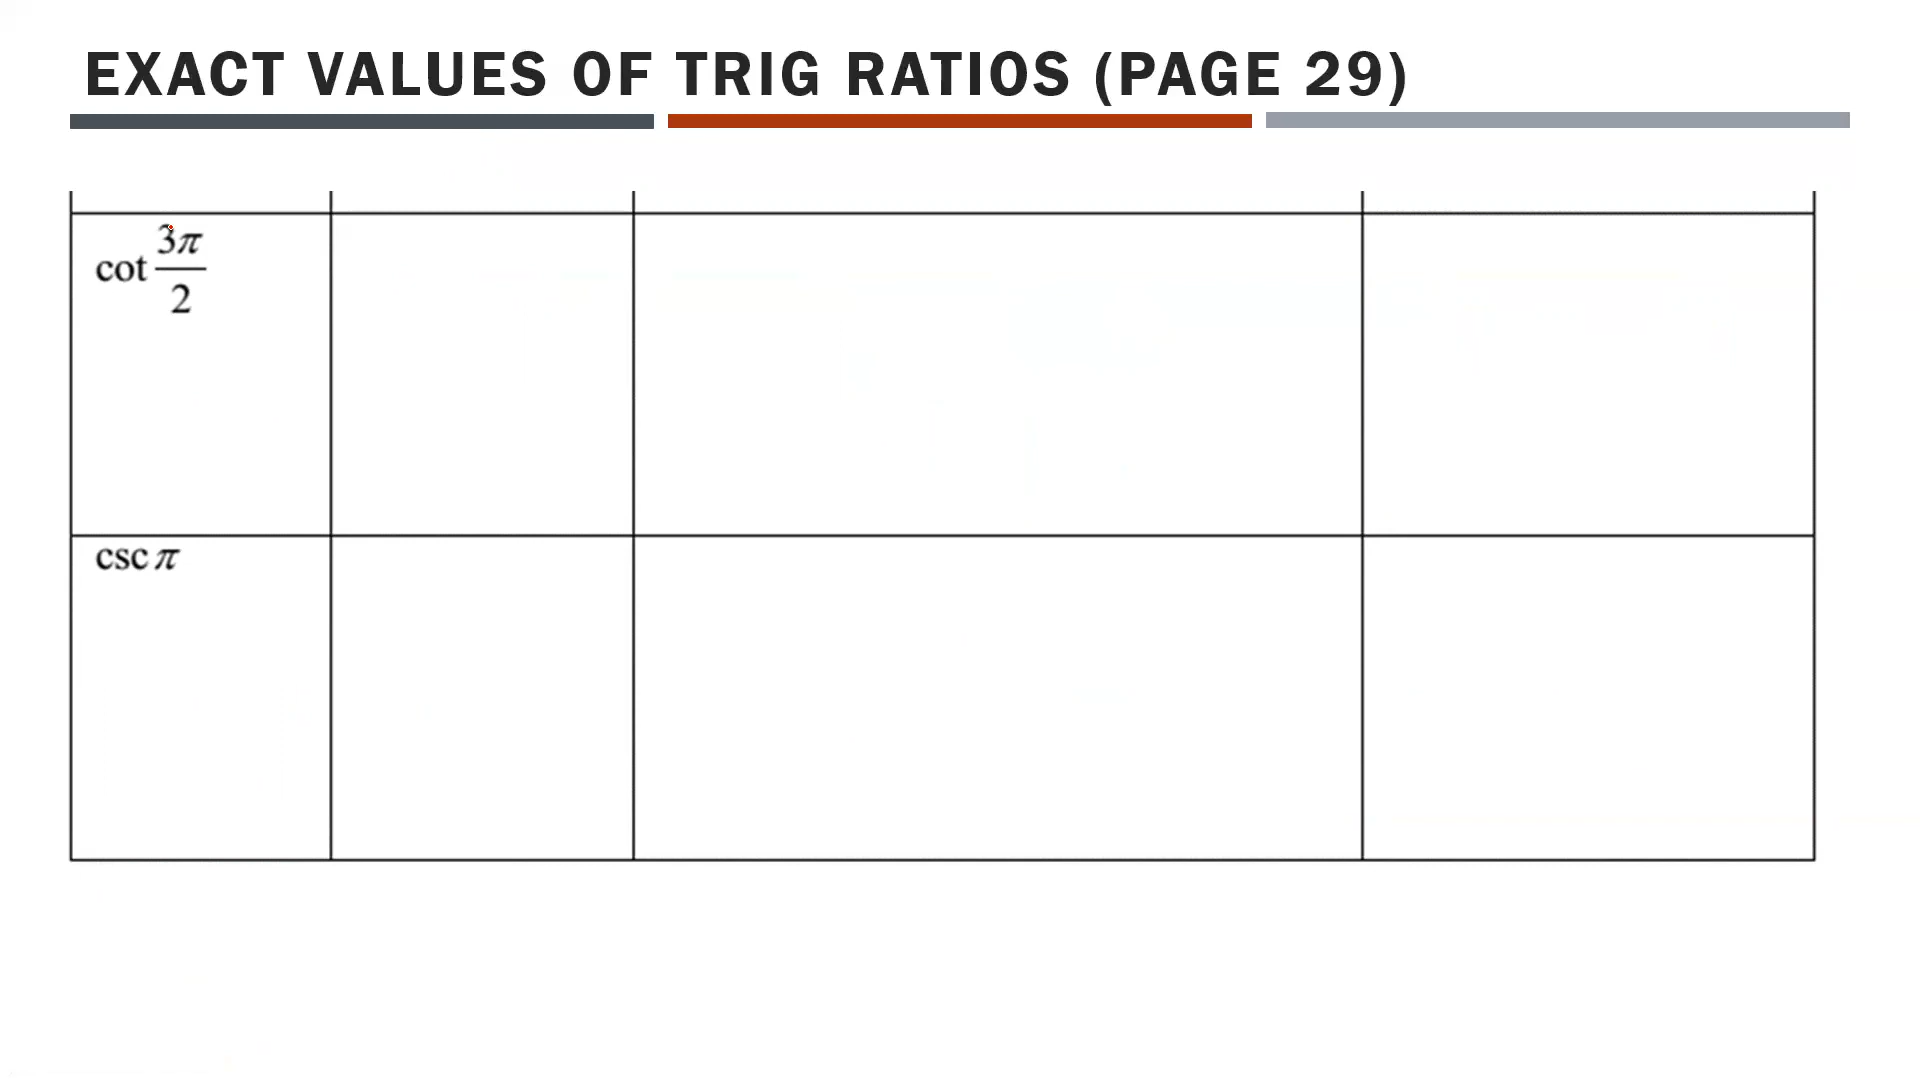 EXACT VALUES OF TRIG RATIOS (PAGE 29)
cot 3π/2
csc π